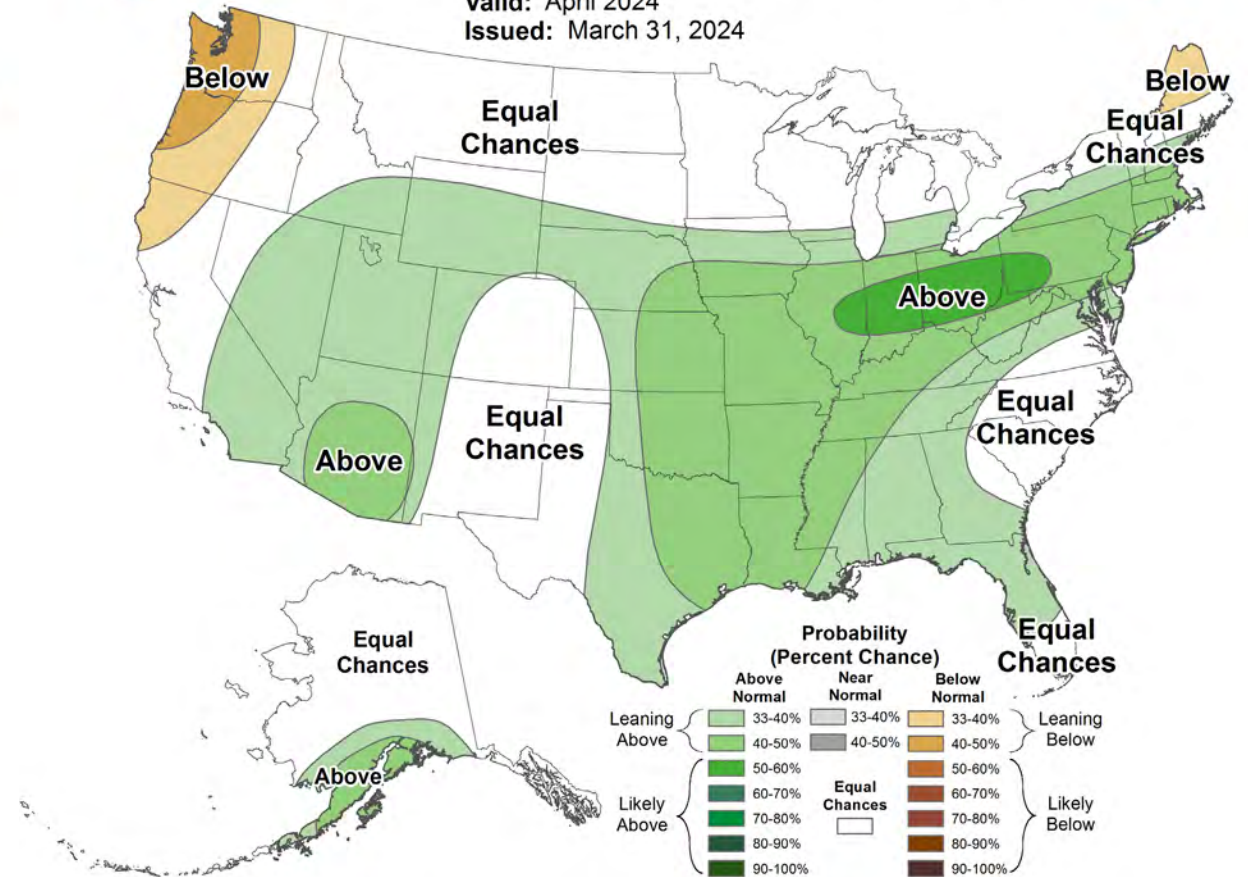 Valid: April 2024
Issued: March 31, 2024
Below
Equal
Chances
Below
Equal
Chances
Above
Above
Equal
Chances
Equal
Chances
Equal
Chances
Above
Equal
Chances
Probability
(Percent Chance)
Above
Normal
Near
Normal
Below
Normal
Leaning
Above
33-40%
40-50%
33-40%
40-50%
33-40%
40-50%
Leaning
Below
Likely
Above
50-60%
60-70%
70-80%
80-90%
90-100%
Equal
Chances
50-60%
60-70%
70-80%
80-90%
90-100%
Likely
Below